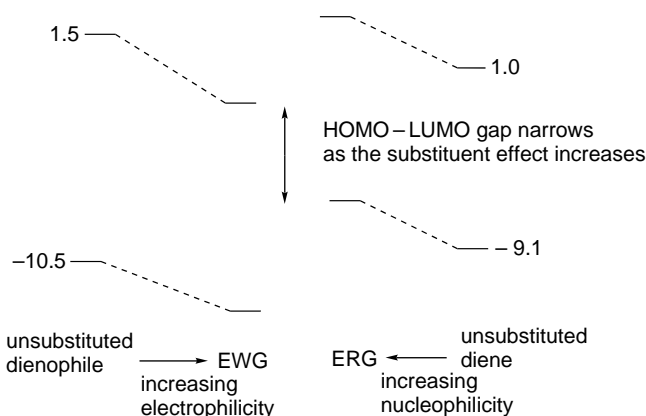 1.5
1.0
HOMO – LUMO gap narrows
as the substituent effect increases
–10.5
– 9.1
unsubstituted
dienophile
EWG
increasing
electrophilicity
ERG
unsubstituted
diene
increasing
nucleophilicity